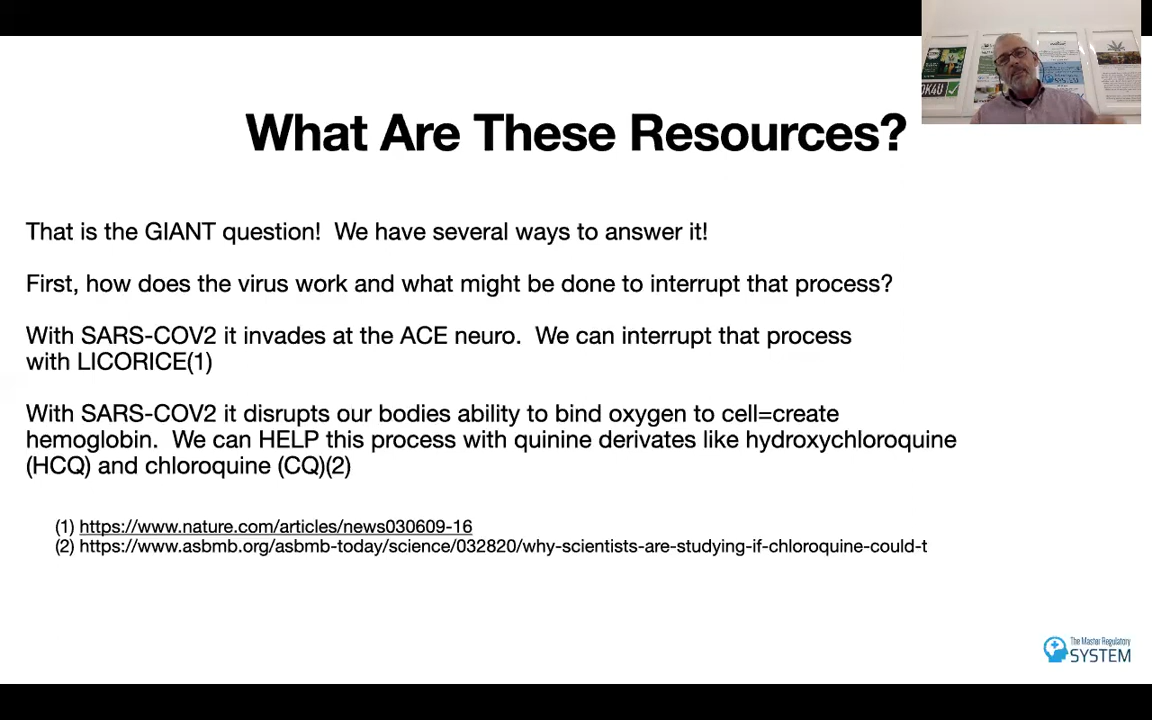 What Are These Resources?
That is the GIANT question!  We have several ways to answer it!
First, how does the virus work and what might be done to interrupt that process?
With SARS-COV2 it invades at the ACE neuro.  We can interrupt that process
with LICORICE(1)
With SARS-COV2 it disrupts our bodies ability to bind oxygen to cell=create
hemoglobin.  We can HELP this process with quinine derivates like hydroxychloroquine
(HCQ) and chloroquine (CQ)(2)
(1) https://www.nature.com/articles/news030609-16
(2) https://www.asbmb.org/asbmb-today/science/032820/why-scientists-are-studying-if-chloroquine-could-t
The Master Regulatory
SYSTEM